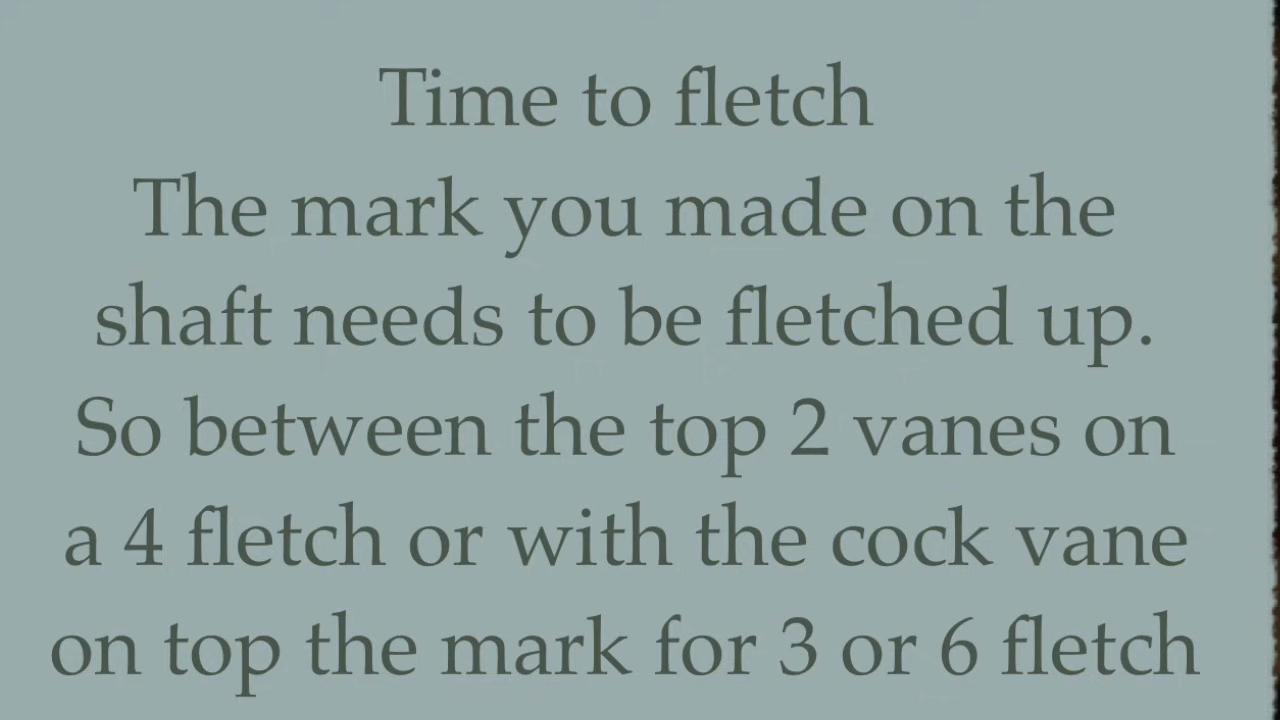 Time to fletch
The mark you made on the
shaft needs to be fletched up.
So between the top 2 vanes on
a 4 fletch or with the cock vane
on top the mark for 3 or 6 fletch